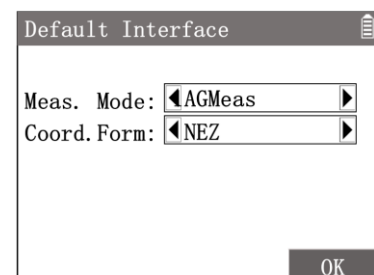 Default Interface
Meas. Mode: AGMeas
Coord.Form: NEZ
OK